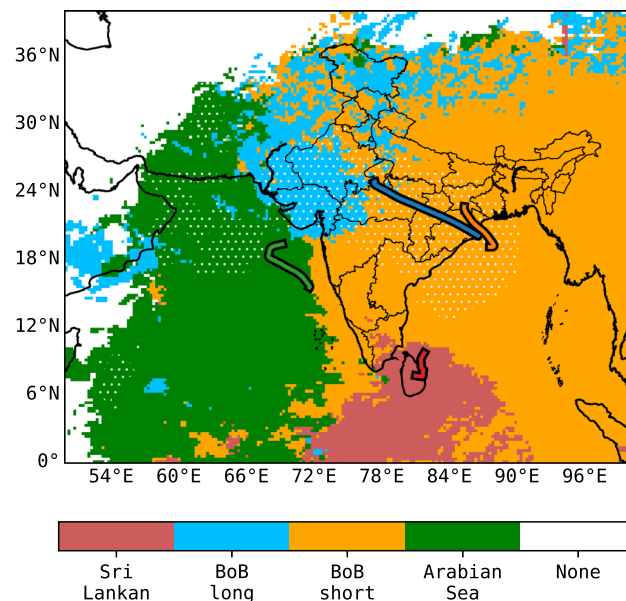 36°N
30°N
24°N
18°N
12°N
6°N
0°
54°E 60°E 66°E 72°E 78°E 84°E 90°E 96°E
Sri BoB BoB Arabian None
Lankan long short Sea